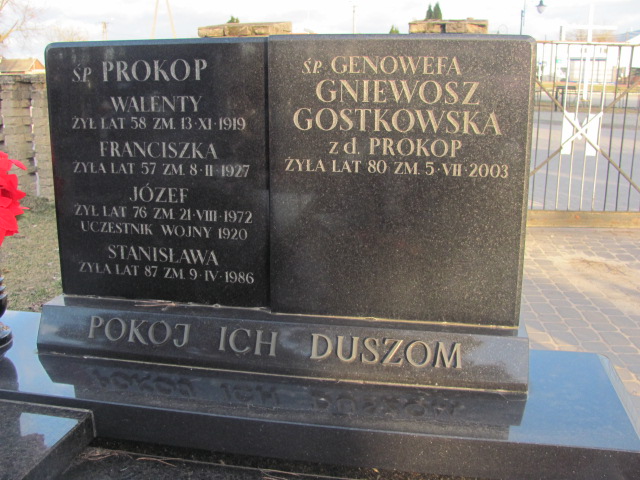 ŚP. PROKOP
WALENTY
ŻYŁ LAT 58 ZM. 13·XI·1919
FRANCISZKA
ŻYŁA LAT 57 ZM. 8·II·1927
JÓZEF
ŻYŁ LAT 76 ZM. 21·VIII·1972
UCZESTNIK WOJNY 1920
STANISŁAWA
ŻYŁA LAT 87 ZM. 9·IV·1986
ŚP. GENOWEFA
GNIEWOSZ
GOSTKOWSKA
z d. PROKOP
ŻYŁA LAT 80 ZM. 5·VII·2003
POKÓJ ICH DUSZOM